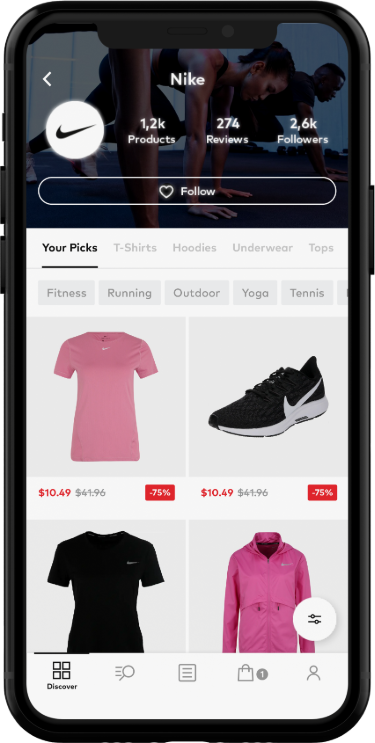 Nike
1,2k 274 2,6k
Products Reviews Followers
Follow
Your Picks T-Shirts Hoodies Underwear Tops
Fitness Running Outdoor Yoga Tennis
$10.49 $41.96 -75% $10.49 $41.96 -75%
1
Discover